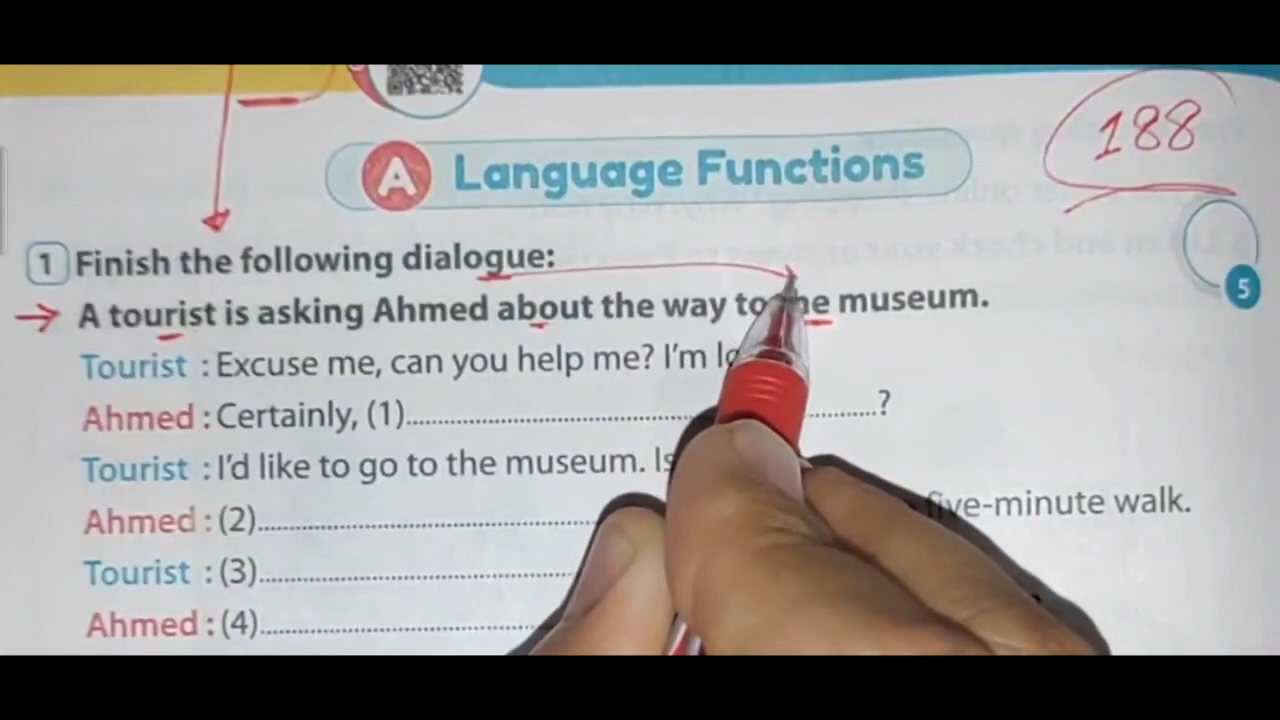 188
A Language Functions
5
1 Finish the following dialogue:
A tourist is asking Ahmed about the way to the museum.
Tourist : Excuse me, can you help me? I'm
Ahmed : Certainly, (1)..............................?
Tourist : I'd like to go to the museum.
Ahmed : (2).............................. five-minute walk.
Tourist : (3)..............................
Ahmed : (4)..............................